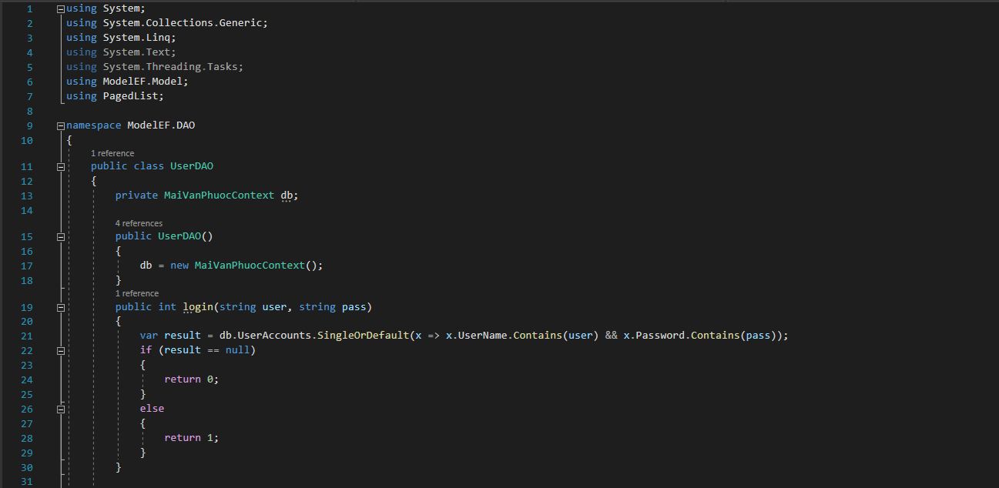 1 using System;
2 using System.Collections.Generic;
3 using System.Linq;
4 using System.Text;
5 using System.Threading.Tasks;
6 using ModelEF.Model;
7 using PagedList;
8
9 namespace ModelEF.DAO
10 {
1 reference
11 public class UserDAO
12 {
13 private MaiVanPhuocContext db;
14
4 references
15 public UserDAO()
16 {
17 db = new MaiVanPhuocContext();
18 }
1 reference
19 public int login(string user, string pass)
20 {
21 var result = db.UserAccounts.SingleOrDefault(x => x.UserName.Contains(user) && x.Password.Contains(pass));
22 if (result == null)
23 {
24 return 0;
25 }
26 else
27 {
28 return 1;
29 }
30 }
31